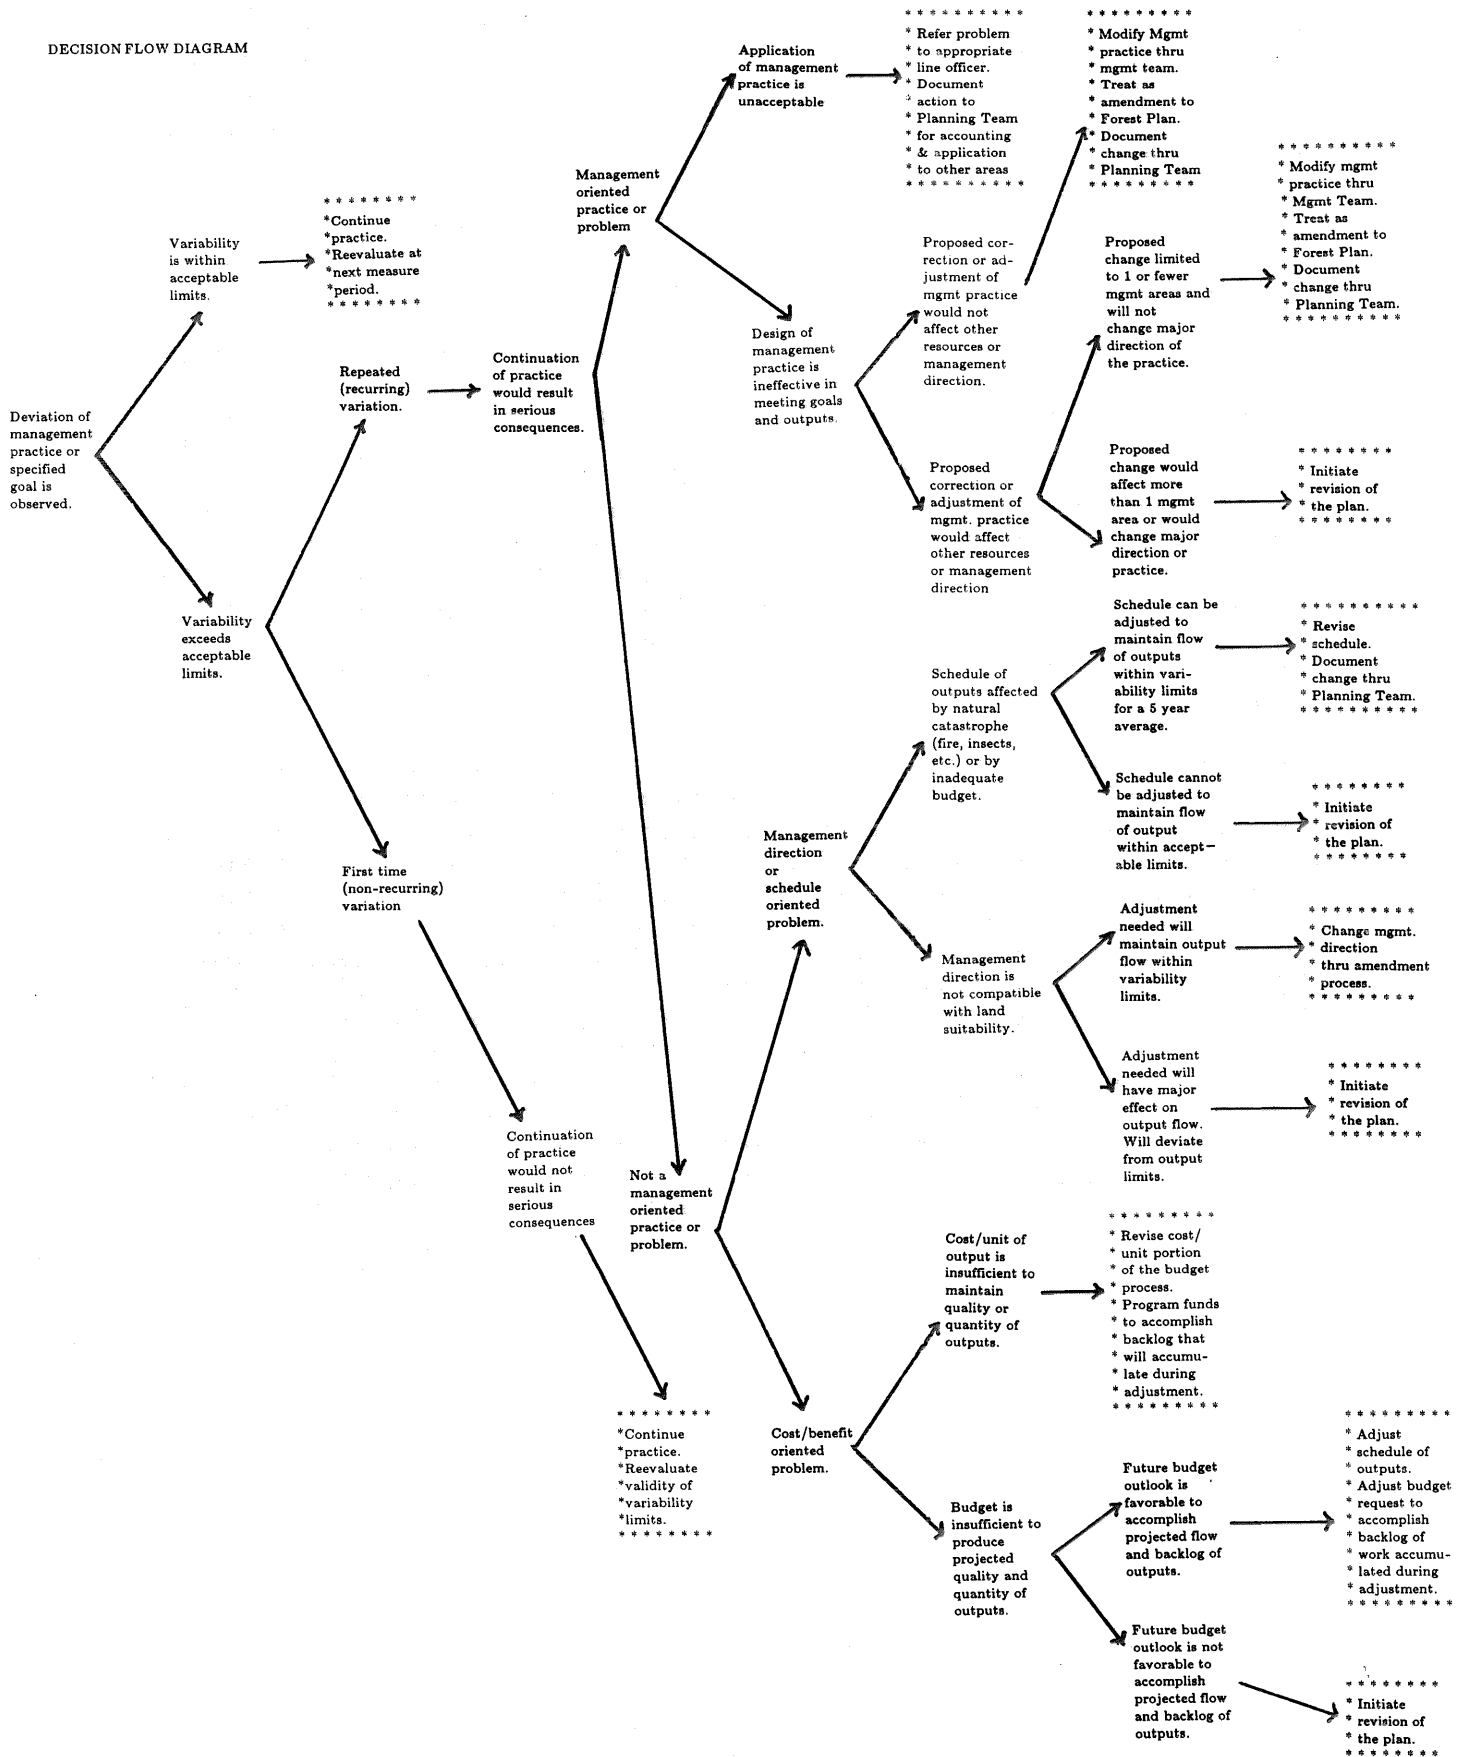 DECISION FLOW DIAGRAM
Deviation of
management
practice or
specified
goal is
observed.
Variability
is within
acceptable
limits.
* * * * * * * *
*Continue
*practice.
*Reevaluate at
*next measure
*period.
* * * * * * * *
Variability
exceeds
acceptable
limits.
Repeated
(recurring)
variation.
First time
(non-recurring)
variation
Continuation
of practice
would result
in serious
consequences.
Continuation
of practice
would not
result in
serious
consequences
* * * * * * * *
*Continue
*practice.
*Reevaluate
*validity of
*variability
*limits.
* * * * * * * *
Management
oriented
practice or
problem
Not a
management
oriented
practice or
problem.
Application
of management
practice is
unacceptable
* * * * * * * * * *
* Refer problem
* to appropriate
* line officer.
* Document
* action to
* Planning Team
* for accounting
* & application
* to other areas
* * * * * * * * * *
Design of
management
practice is
ineffective in
meeting goals
and outputs.
Proposed cor-
rection or ad-
justment of
mgmt practice
would not
affect other
resources or
management
direction.
* * * * * * * * *
* Modify Mgmt
* practice thru
* mgmt team.
* Treat as
* amendment to
* Forest Plan.
* Document
* change thru
* Planning Team
* * * * * * * * *
Proposed
correction or
adjustment of
mgmt. practice
would affect
other resources
or management
direction
Proposed
change limited
to 1 or fewer
mgmt areas and
will not
change major
direction of
the practice.
* * * * * * * * * *
* Modify mgmt
* practice thru
* Mgmt Team.
* Treat as
* amendment to
* Forest Plan.
* Document
* change thru
* Planning Team.
* * * * * * * * * *
Proposed
change would
affect more
than 1 mgmt
area or would
change major
direction or
practice.
* * * * * * * *
* Initiate
* revision of
* the plan.
* * * * * * * *
Management
direction
or
schedule
oriented
problem.
Schedule of
outputs affected
by natural
catastrophe
(fire, insects,
etc.) or by
inadequate
budget.
Schedule can be
adjusted to
maintain flow
of outputs
within vari-
ability limits
for a 5 year
average.
* * * * * * * * * *
* Revise
* schedule.
* Document
* change thru
* Planning Team.
* * * * * * * * * *
Schedule cannot
be adjusted to
maintain flow
of output
within accept-
able limits.
* * * * * * * *
* Initiate
* revision of
* the plan.
* * * * * * * *
Management
direction is
not compatible
with land
suitability.
Adjustment
needed will
maintain output
flow within
variability
limits.
* * * * * * * * *
* Change mgmt.
* direction
* thru amendment
* process.
* * * * * * * * *
Adjustment
needed will
have major
effect on
output flow.
Will deviate
from output
limits.
* * * * * * * *
* Initiate
* revision of
* the plan.
* * * * * * * *
Cost/benefit
oriented
problem.
Cost/unit of
output is
insufficient to
maintain
quality or
quantity of
outputs.
* * * * * * * * *
* Revise cost/
* unit portion
* of the budget
* process.
* Program funds
* to accomplish
* backlog that
* will accumu-
* late during
* adjustment.
* * * * * * * * *
Budget is
insufficient to
produce
projected
quality and
quantity of
outputs.
Future budget
outlook is
favorable to
accomplish
projected flow
and backlog of
outputs.
* * * * * * * * *
* Adjust
* schedule of
* outputs.
* Adjust budget
* request to
* accomplish
* backlog of
* work accumu-
* lated during
* adjustment.
* * * * * * * * *
Future budget
outlook is not
favorable to
accomplish
projected flow
and backlog of
outputs.
* * * * * * * *
* Initiate
* revision of
* the plan.
* * * * * * * *